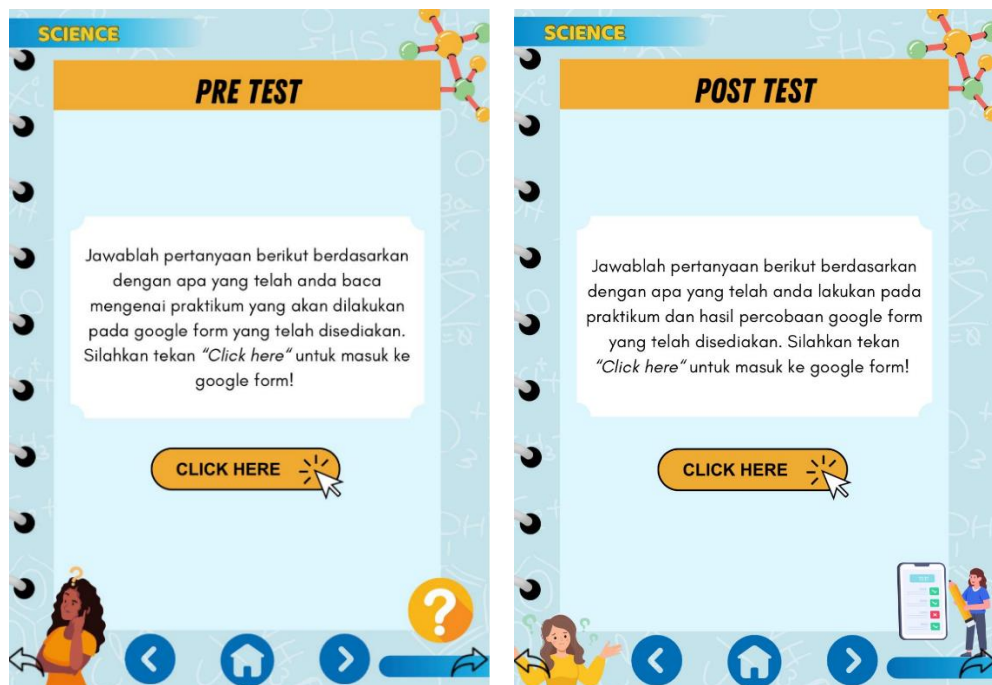 SCIENCE
PRE TEST
Jawablah pertanyaan berikut berdasarkan
dengan apa yang telah anda baca
mengenai praktikum yang akan dilakukan
pada google form yang telah disediakan.
Silahkan tekan “Click here“ untuk masuk ke
google form!
CLICK HERE
SCIENCE
POST TEST
Jawablah pertanyaan berikut berdasarkan
dengan apa yang telah anda lakukan pada
praktikum dan hasil percobaan google form
yang telah disediakan. Silahkan tekan
“Click here“ untuk masuk ke google form!
CLICK HERE